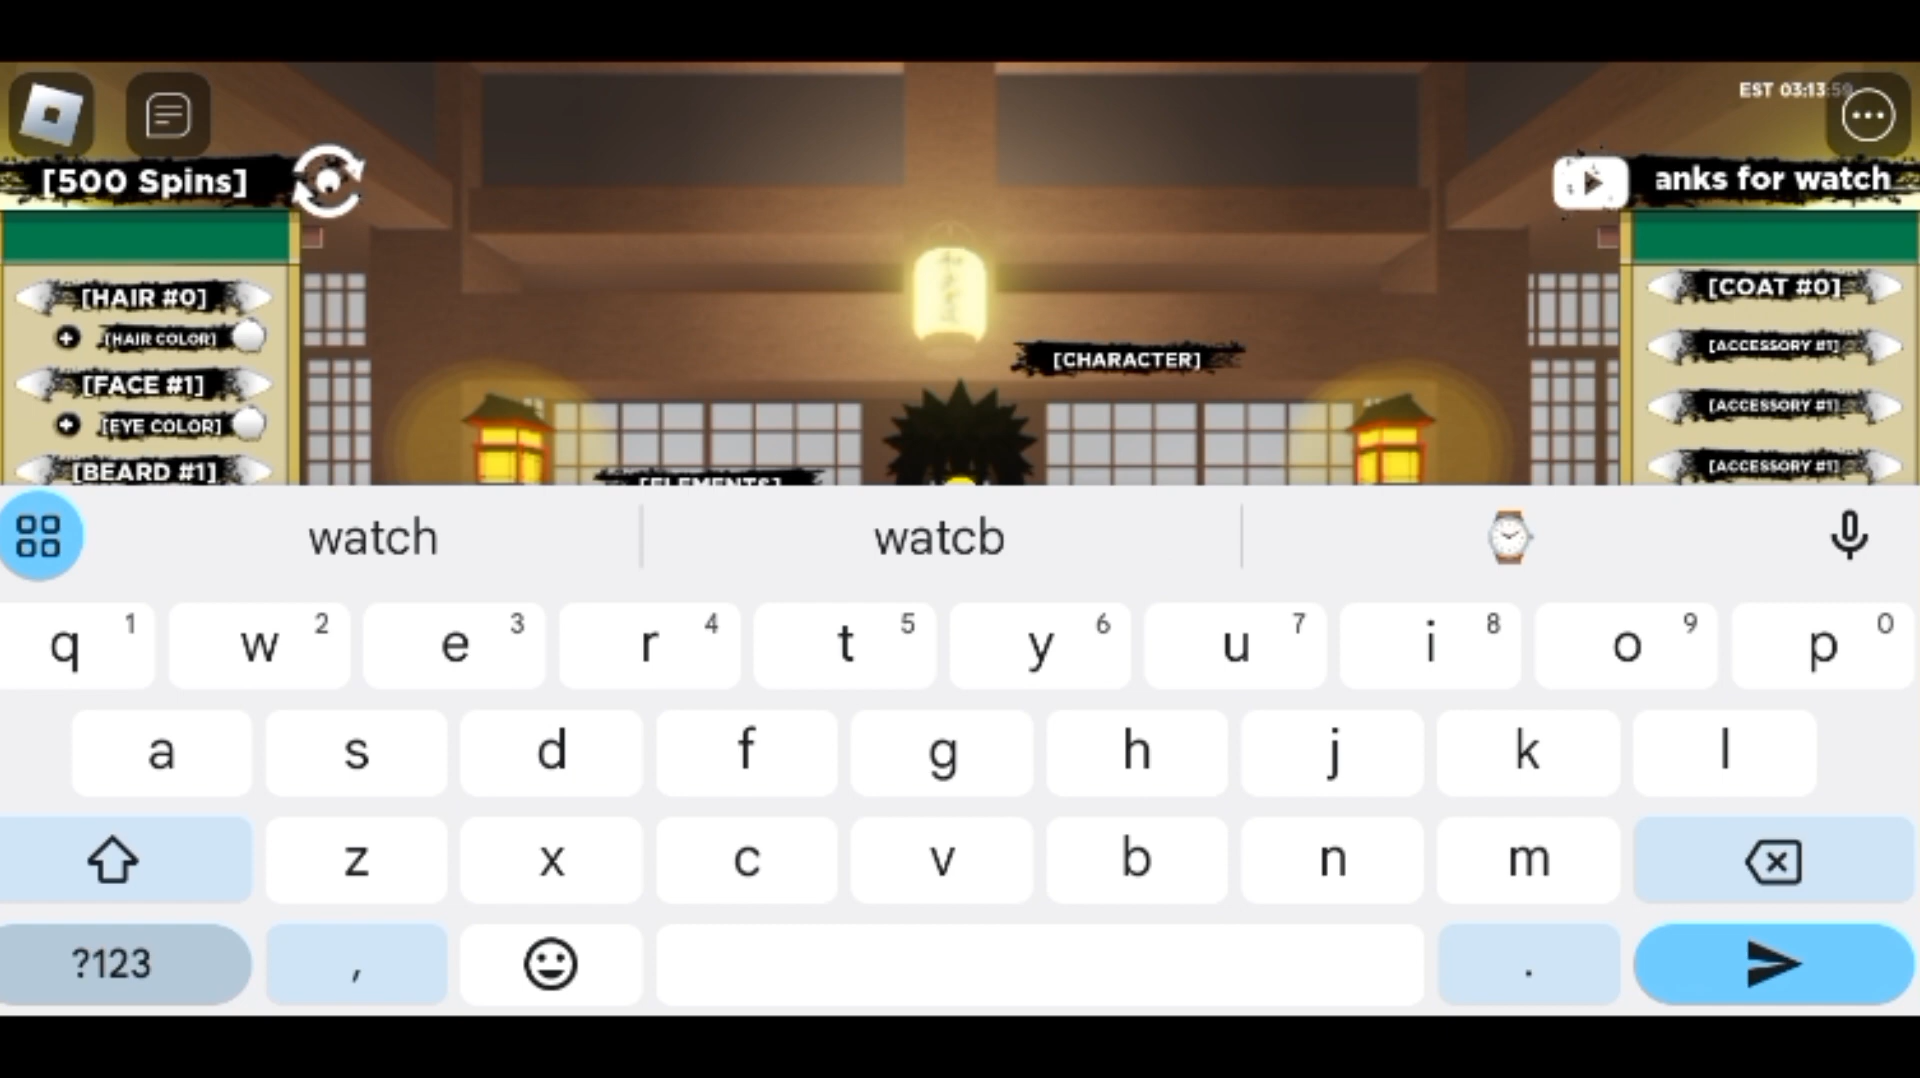 EST 03:13:59
[500 Spins]
anks for watch
[HAIR #0]
[HAIR COLOR]
[FACE #1]
[EYE COLOR]
[BEARD #1]
[CHARACTER]
[ELEMENTS]
[COAT #0]
[ACCESSORY #1]
[ACCESSORY #1]
[ACCESSORY #1]
watch watcb
q 1 w 2 e 3 r 4 t 5 y 6 u 7 i 8 o 9 p 0
a s d f g h j k l
z x c v b n m
?123 , .